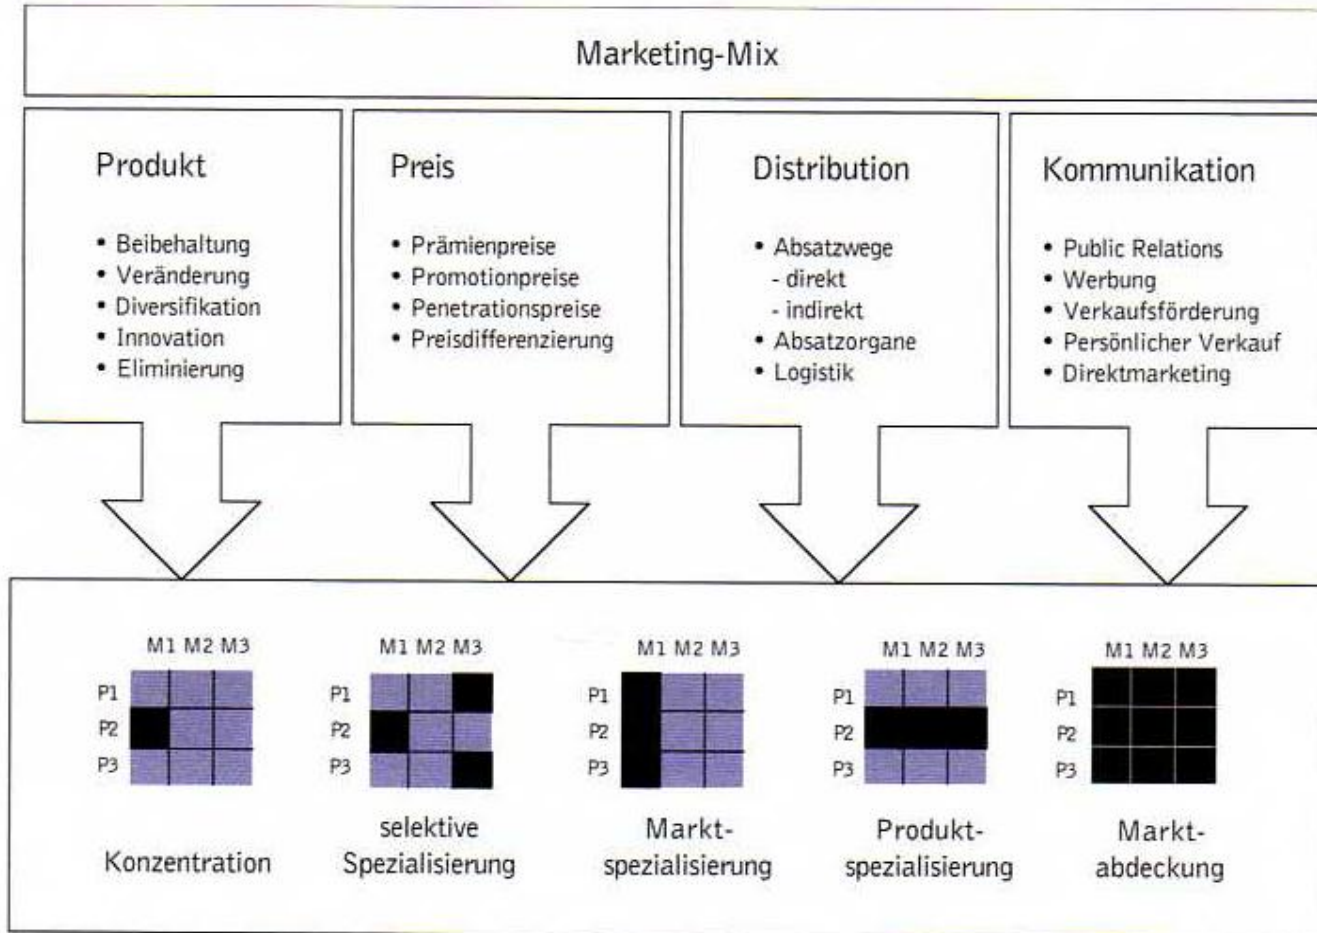 Marketing-Mix
Produkt
• Beibehaltung
• Veränderung
• Diversifikation
• Innovation
• Eliminierung
Preis
• Prämienpreise
• Promotionpreise
• Penetrationspreise
• Preisdifferenzierung
Distribution
• Absatzwege
- direkt
- indirekt
• Absatzorgane
• Logistik
Kommunikation
• Public Relations
• Werbung
• Verkaufsförderung
• Persönlicher Verkauf
• Direktmarketing
M1 M2 M3
P1
P2
P3
Konzentration
M1 M2 M3
P1
P2
P3
selektive
Spezialisierung
M1 M2 M3
P1
P2
P3
Markt-
spezialisierung
M1 M2 M3
P1
P2
P3
Produkt-
spezialisierung
M1 M2 M3
P1
P2
P3
Markt-
abdeckung